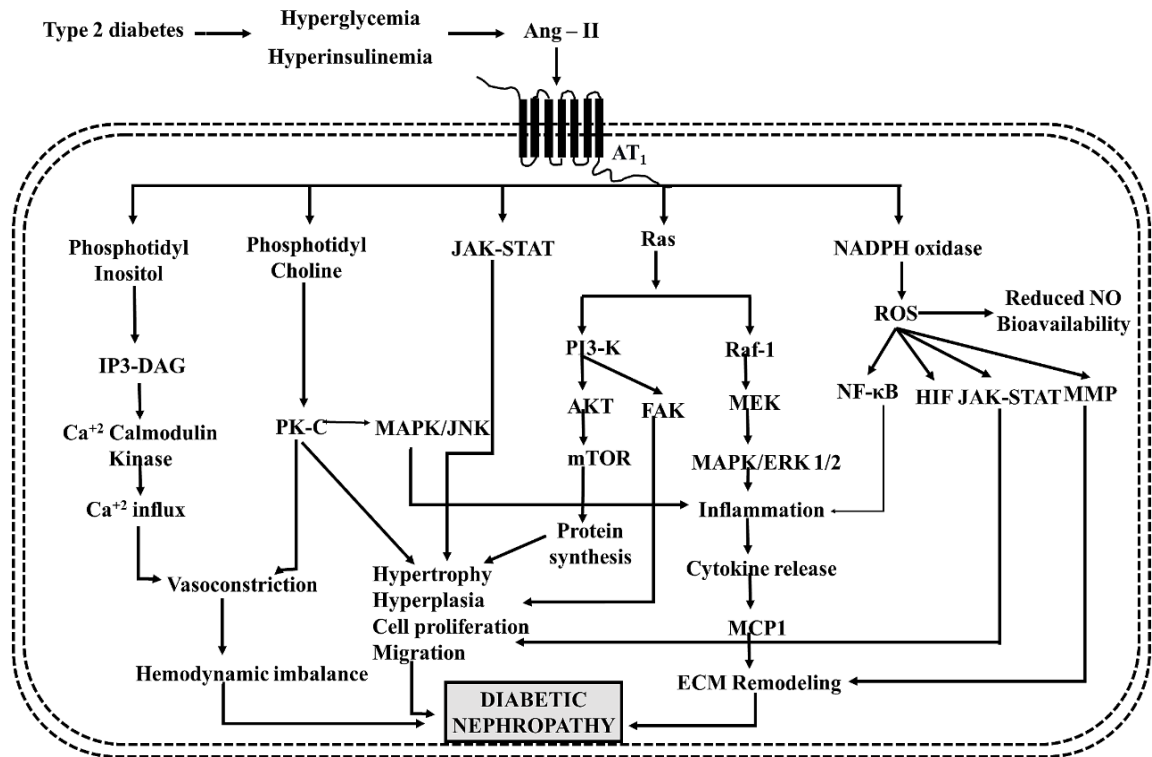 Type 2 diabetes
Hyperglycemia
Hyperinsulinemia
Ang – II
AT1
Phosphotidyl
Inositol
Phosphotidyl
Choline
JAK-STAT
Ras
NADPH oxidase
ROS
Reduced NO
Bioavailability
IP3-DAG
PI3-K
Raf-1
NF-κB
HIF
JAK-STAT
MMP
AKT
FAK
MEK
Ca+2 Calmodulin
Kinase
PK-C
MAPK/JNK
mTOR
MAPK/ERK 1/2
Ca+2 influx
Inflammation
Protein
synthesis
Vasoconstriction
Hypertrophy
Hyperplasia
Cell proliferation
Migration
Cytokine release
MCP1
Hemodynamic imbalance
ECM Remodeling
DIABETIC
NEPHROPATHY